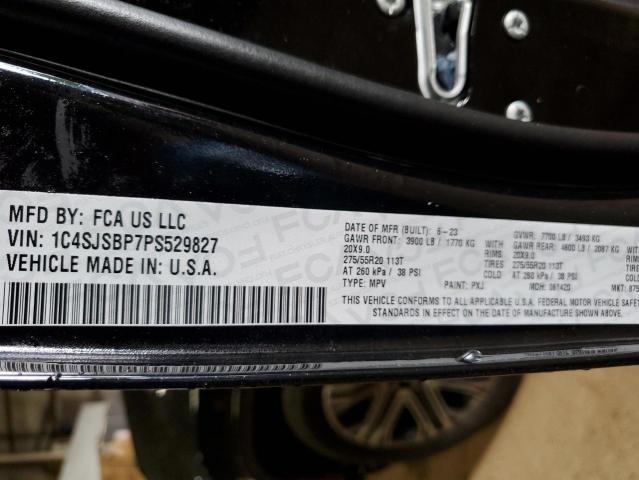 MFD BY: FCA US LLC
VIN: 1C4SJSBP7PS529827
VEHICLE MADE IN U.S.A.
DATE OF MFR (BUILT): 6-23 GVWR: 7700 LB / 3493 KG
GAWR FRONT: 3900 LB / 1770 KG WITH GAWR REAR: 4600 LB / 2087 KG
20X9.0 RIMS 20X9.0
275/55R20 113T TIRES 275/55R20 113T
AT 260 kPa / 38 PSI COLD AT 260 kPa / 38 PSI
TYPE: MPV PAINT: PXJ MDH: 061420 MKT:
THIS VEHICLE CONFORMS TO ALL APPLICABLE U.S.A. FEDERAL MOTOR VEHICLE SAFET
STANDARDS IN EFFECT ON THE DATE OF MANUFACTURE SHOWN ABOVE.